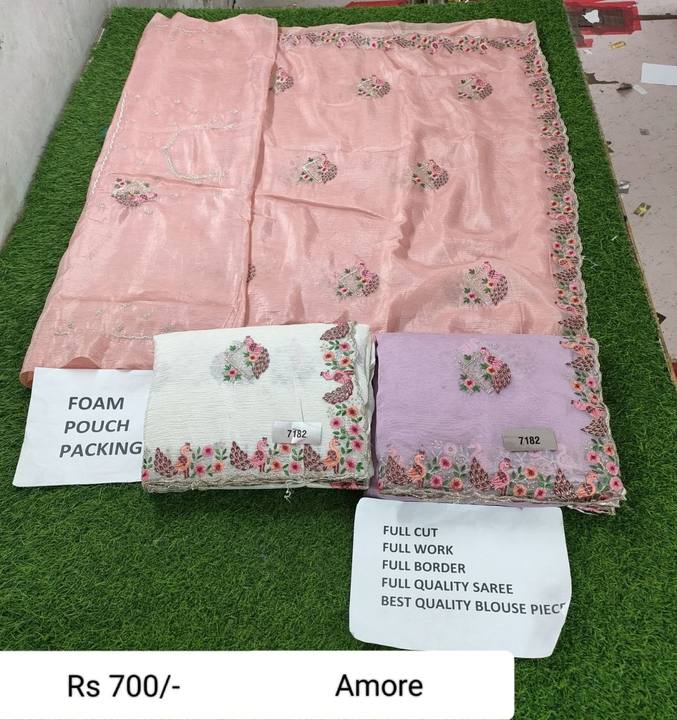 FOAM
POUCH
PACKING
7182
7182
FULL CUT
FULL WORK
FULL BORDER
FULL QUALITY SAREE
BEST QUALITY BLOUSE PIECE
Rs 700/- Amore